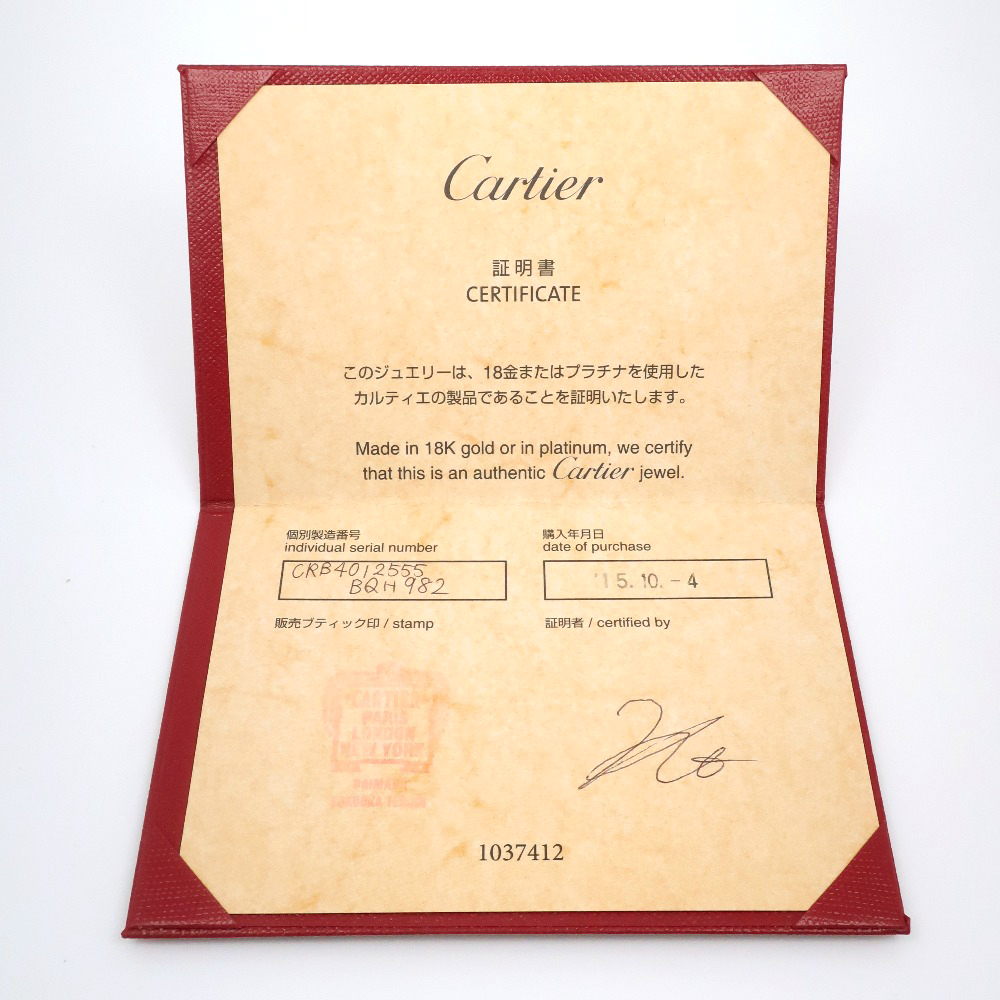 Cartier
証明書
CERTIFICATE
このジュエリーは、18金またはプラチナを使用した
カルティエの製品であることを証明いたします。
Made in 18K gold or in platinum, we certify
that this is an authentic Cartier jewel.
個別製造番号
individual serial number
CRB4012555
BQH982
購入年月日
date of purchase
'15.10.-4
販売ブティック印 / stamp
証明者 / certified by
CARTIER
PARIS
LONDON
NEW YORK
1037412